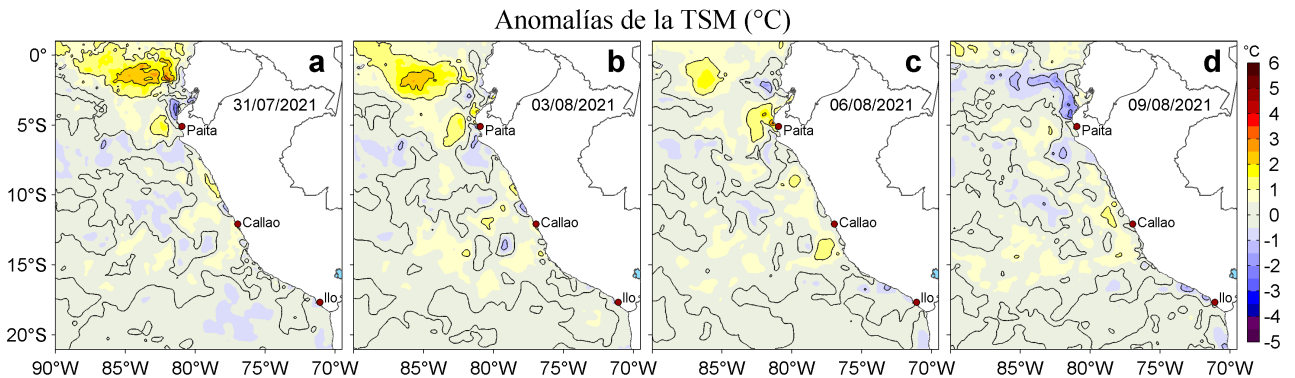 Anomalías de la TSM (°C)
a b c d
31/07/2021 03/08/2021 06/08/2021 09/08/2021
Paita Paita Paita Paita
Callao Callao Callao Callao
Ilo Ilo Ilo Ilo
0°
5°S
10°S
15°S
20°S
90°W 85°W 80°W 75°W 70°W 85°W 80°W 75°W 70°W 85°W 80°W 75°W 70°W 85°W 80°W 75°W 70°W
°C
6
5
4
3
2
1
0
-1
-2
-3
-4
-5